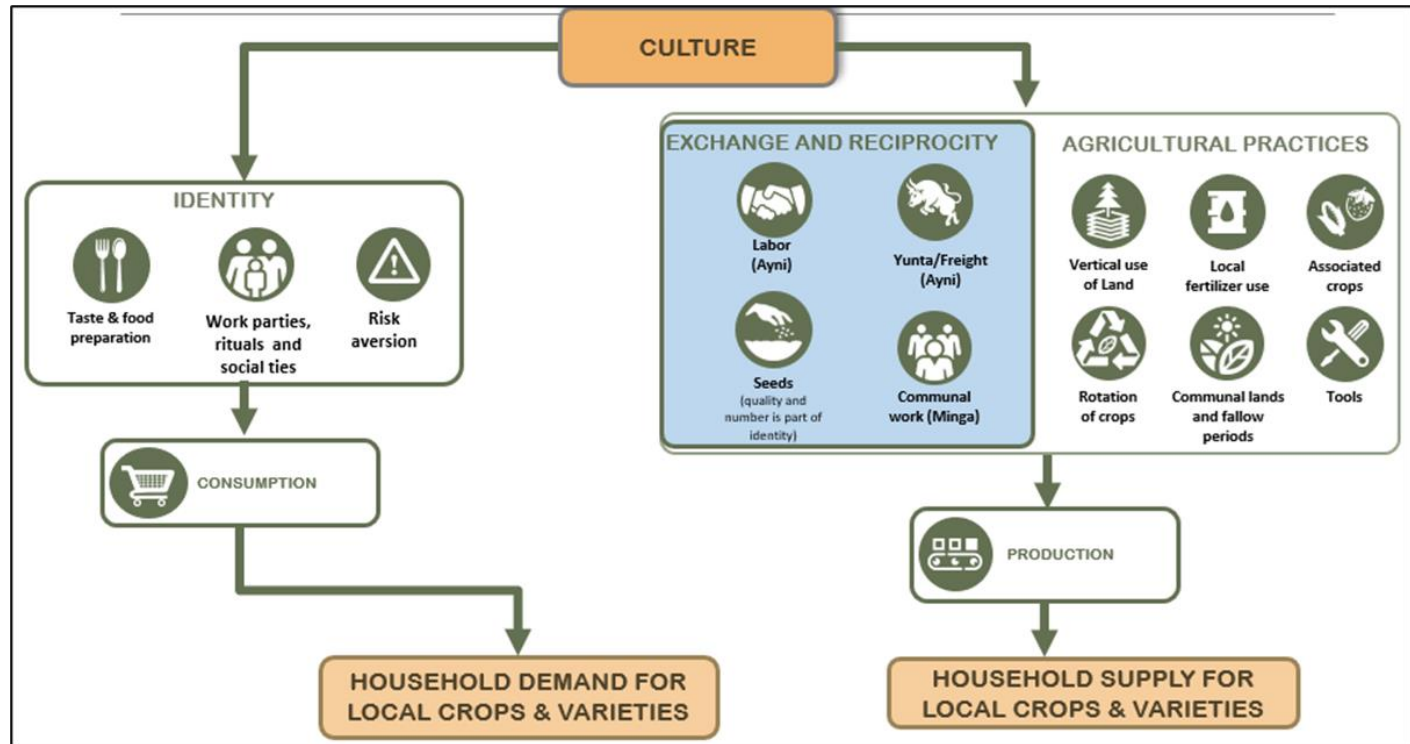 CULTURE
IDENTITY
Taste & food
preparation
Work parties,
rituals and
social ties
Risk
aversion
CONSUMPTION
HOUSEHOLD DEMAND FOR
LOCAL CROPS & VARIETIES
EXCHANGE AND RECIPROCITY
Labor
(Ayni)
Yunta/Freight
(Ayni)
Seeds
(quality and
number is part of
identity)
Communal
work (Minga)
AGRICULTURAL PRACTICES
Vertical use
of Land
Local
fertilizer use
Associated
crops
Rotation
of crops
Communal lands
and fallow
periods
Tools
PRODUCTION
HOUSEHOLD SUPPLY FOR
LOCAL CROPS & VARIETIES